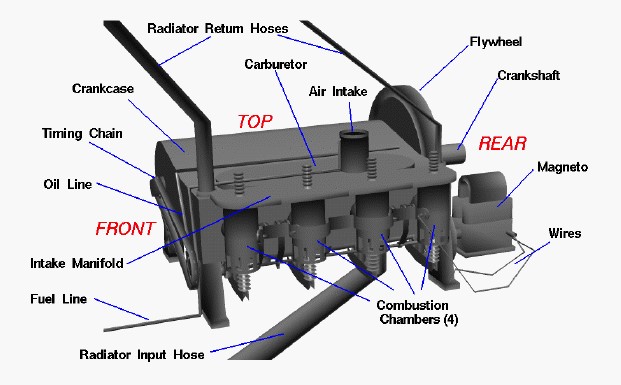 Radiator Return Hoses
Flywheel
Carburetor
Crankshaft
Crankcase
Air Intake
TOP
Timing Chain
REAR
Magneto
Oil Line
FRONT
Wires
Intake Manifold
Fuel Line
Combustion
Chambers (4)
Radiator Input Hose